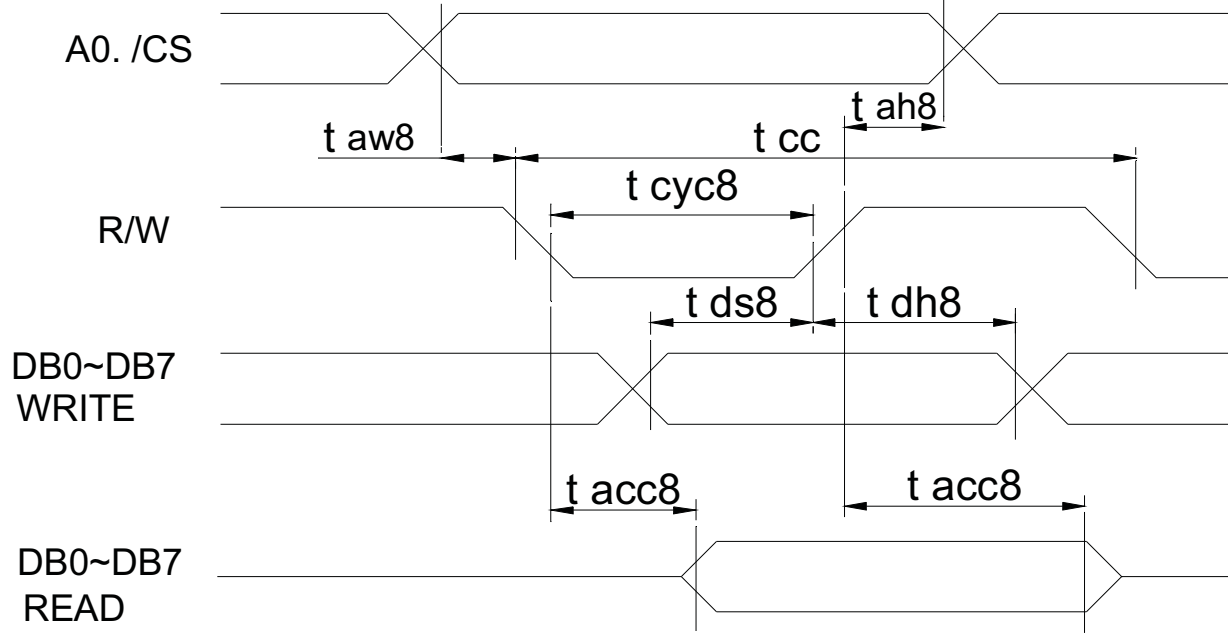 A0. /CS
t ah8
t aw8
t cc
t cyc8
R/W
t ds8
t dh8
DB0~DB7
WRITE
t acc8
t acc8
DB0~DB7
READ